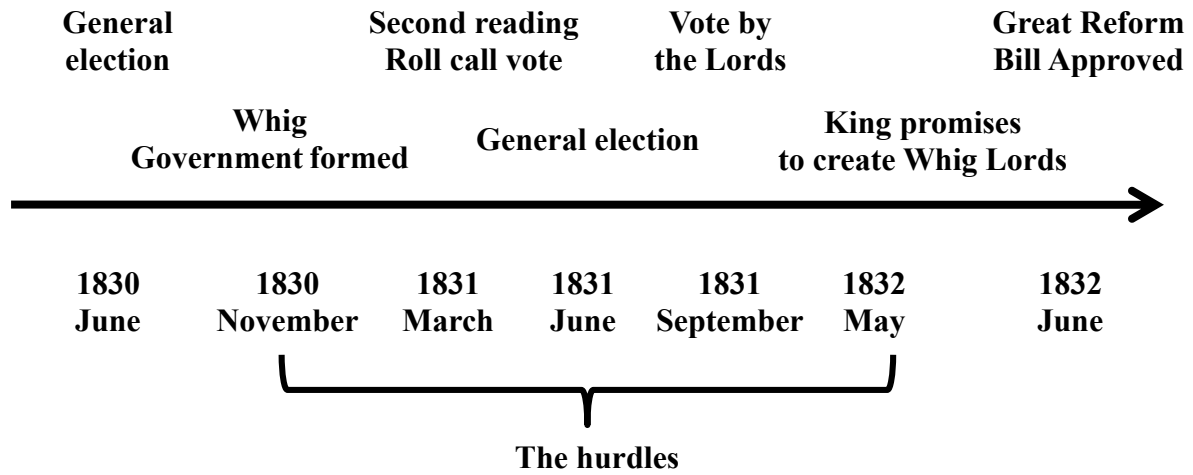 General
election
Second reading
Roll call vote
Vote by
the Lords
Great Reform
Bill Approved
Whig
Government formed
General election
King promises
to create Whig Lords
1830
June
1830
November
1831
March
1831
June
1831
September
1832
May
1832
June
The hurdles